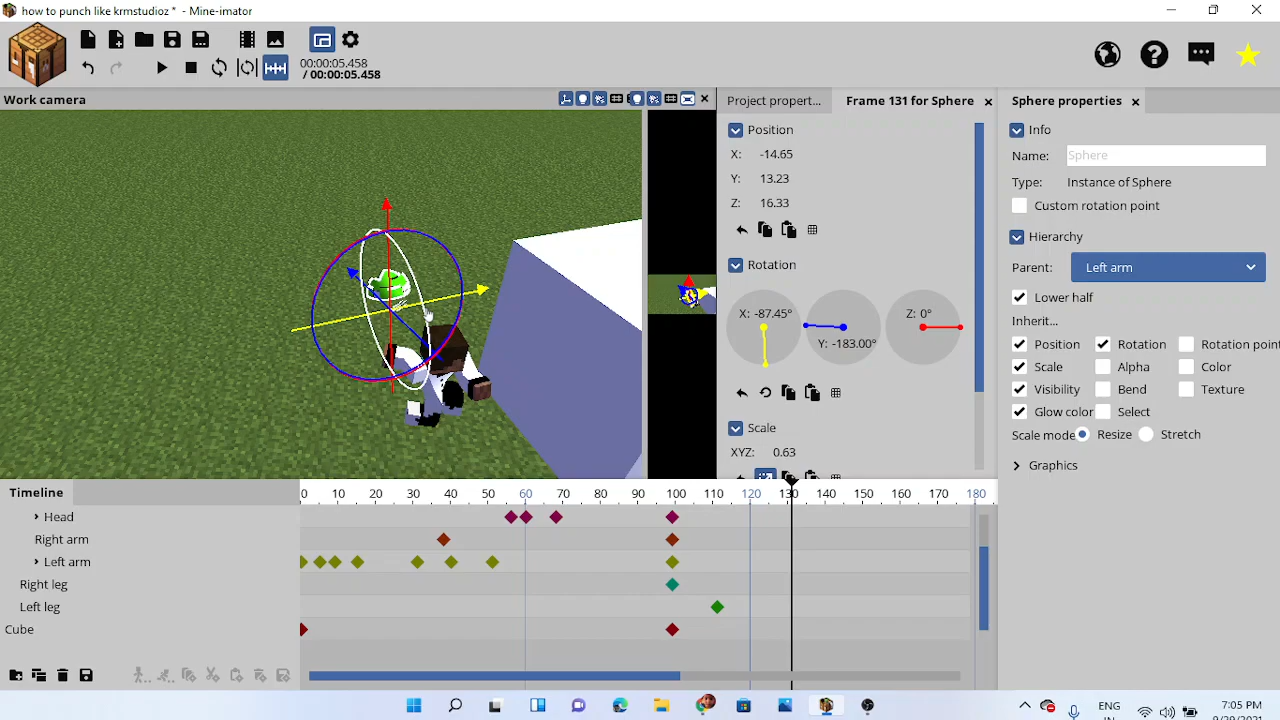 how to punch like krmstudioz * - Mine-imator
00:00:05.458
/ 00:00:05.458
Work camera
Project propert...
Frame 131 for Sphere
Sphere properties
Position
X: -14.65
Y: 13.23
Z: 16.33
Rotation
X: -87.45°
Y: -183.00°
Z: 0°
Scale
XYZ: 0.63
Info
Name: Sphere
Type: Instance of Sphere
Custom rotation point
Hierarchy
Parent: Left arm
Lower half
Inherit...
Position Rotation Rotation point
Scale Alpha Color
Visibility Bend Texture
Glow color Select
Scale mode Resize Stretch
Graphics
Timeline
0 10 20 30 40 50 60 70 80 90 100 110 120 130 140 150 160 170 180
Head
Right arm
Left arm
Right leg
Left leg
Cube
ENG
IN
7:05 PM